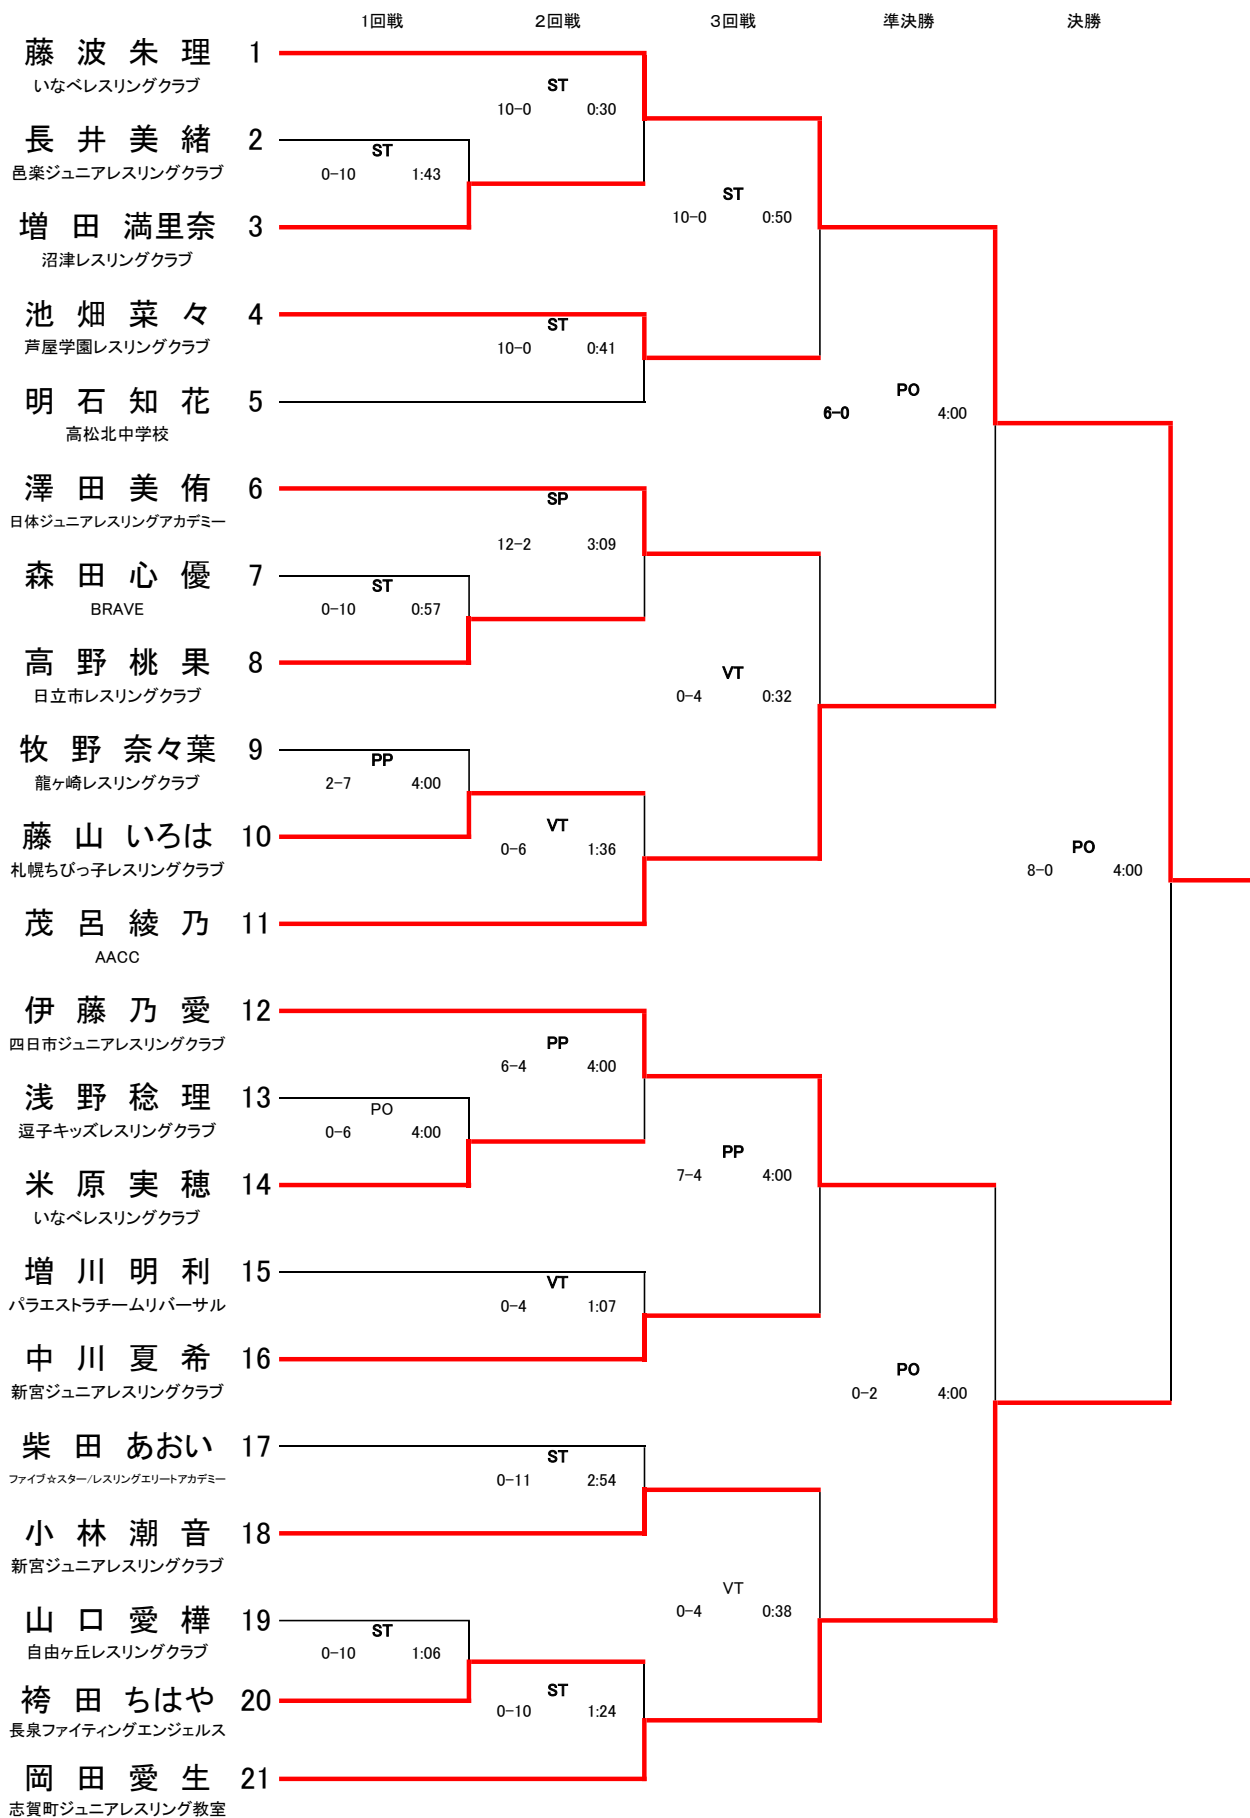 1回戦 2回戦 3回戦 準決勝 決勝
藤波朱理 1
いなべレスリングクラブ
ST
10-0 0:30
長井美緒 2
邑楽ジュニアレスリングクラブ
ST
0-10 1:43
増田 満里奈 3
沼津レスリングクラブ
ST
10-0 0:50
池畑菜々 4
芦屋学園レスリングクラブ
ST
10-0 0:41
明石知花 5
高松北中学校
PO
6-0 4:00
澤田美侑 6
日体ジュニアレスリングアカデミー
SP
12-2 3:09
森田心優 7
BRAVE
ST
0-10 0:57
高野桃果 8
日立市レスリングクラブ
VT
0-4 0:32
牧野 奈々葉 9
龍ヶ崎レスリングクラブ
PP
2-7 4:00
藤山 いろは 10
札幌ちびっ子レスリングクラブ
VT
0-6 1:36
PO
8-0 4:00
茂呂綾乃 11
AACC
伊藤乃愛 12
四日市ジュニアレスリングクラブ
PP
6-4 4:00
浅野稔理 13
逗子キッズレスリングクラブ
PO
0-6 4:00
米原実穂 14
いなべレスリングクラブ
PP
7-4 4:00
増川明利 15
パラエストラチームリバーサル
VT
0-4 1:07
中川夏希 16
新宮ジュニアレスリングクラブ
PO
0-2 4:00
柴田 あおい 17
ファイブ☆スター/レスリングエリートアカデミー
ST
0-11 2:54
小林潮音 18
新宮ジュニアレスリングクラブ
VT
0-4 0:38
山口愛樺 19
自由ヶ丘レスリングクラブ
ST
0-10 1:06
袴田 ちはや 20
長泉ファイティングエンジェルス
ST
0-10 1:24
岡田愛生 21
志賀町ジュニアレスリング教室